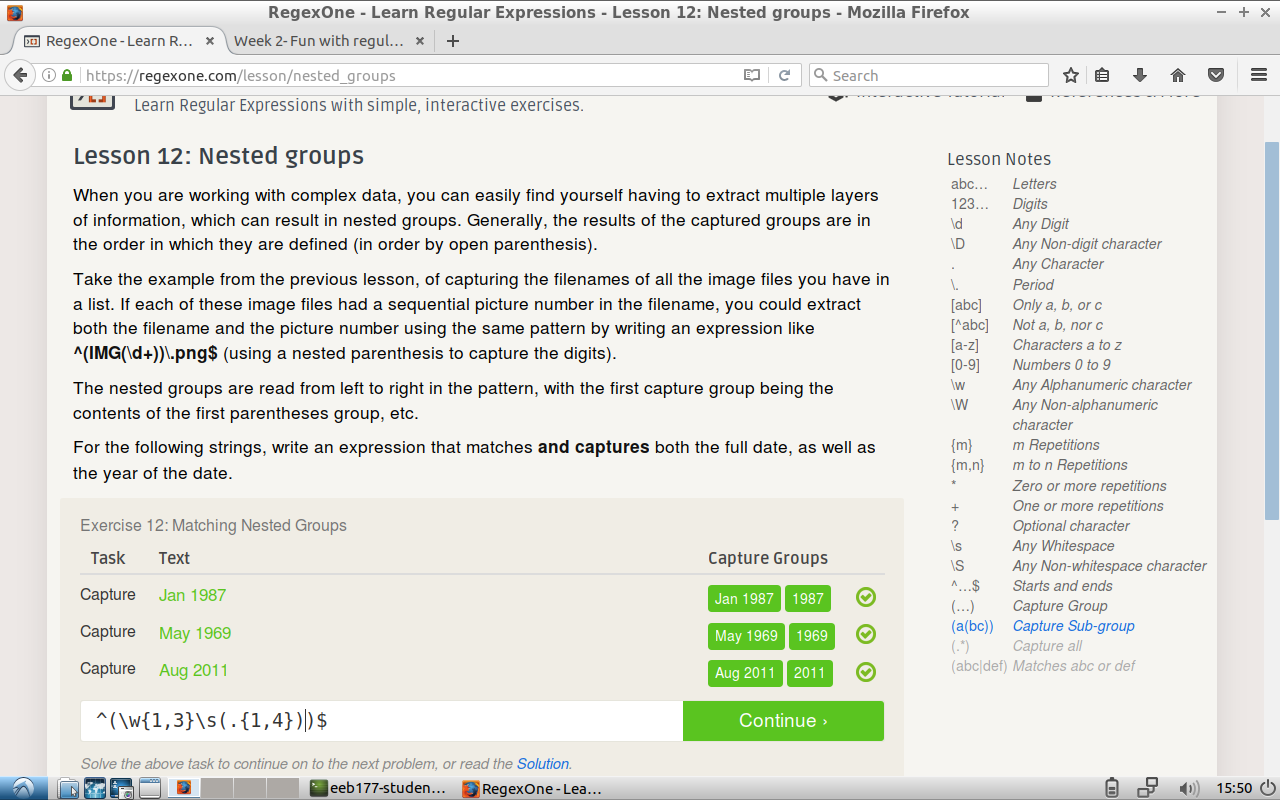 RegexOne - Learn Regular Expressions - Lesson 12: Nested groups - Mozilla Firefox
RegexOne - Learn R... Week 2- Fun with regul...
https://regexone.com/lesson/nested_groups Search
Learn Regular Expressions with simple, interactive exercises.
Lesson 12: Nested groups
When you are working with complex data, you can easily find yourself having to extract multiple layers
of information, which can result in nested groups. Generally, the results of the captured groups are in
the order in which they are defined (in order by open parenthesis).
Take the example from the previous lesson, of capturing the filenames of all the image files you have in
a list. If each of these image files had a sequential picture number in the filename, you could extract
both the filename and the picture number using the same pattern by writing an expression like
^(IMG(\d+))\.png$ (using a nested parenthesis to capture the digits).
The nested groups are read from left to right in the pattern, with the first capture group being the
contents of the first parentheses group, etc.
For the following strings, write an expression that matches and captures both the full date, as well as
the year of the date.
Exercise 12: Matching Nested Groups
Task Text Capture Groups
Capture Jan 1987 Jan 1987 1987
Capture May 1969 May 1969 1969
Capture Aug 2011 Aug 2011 2011
^(\w{1,3}\s(.{1,4}))$ Continue ›
Solve the above task to continue on to the next problem, or read the Solution.
Lesson Notes
abc… Letters
123… Digits
\d Any Digit
\D Any Non-digit character
. Any Character
\. Period
[abc] Only a, b, or c
[^abc] Not a, b, nor c
[a-z] Characters a to z
[0-9] Numbers 0 to 9
\w Any Alphanumeric character
\W Any Non-alphanumeric
character
{m} m Repetitions
{m,n} m to n Repetitions
* Zero or more repetitions
+ One or more repetitions
? Optional character
\s Any Whitespace
\S Any Non-whitespace character
^…$ Starts and ends
(…) Capture Group
(a(bc)) Capture Sub-group
(.*) Capture all
(abc|def) Matches abc or def
eeb177-studen... RegexOne - Lea... 15:50